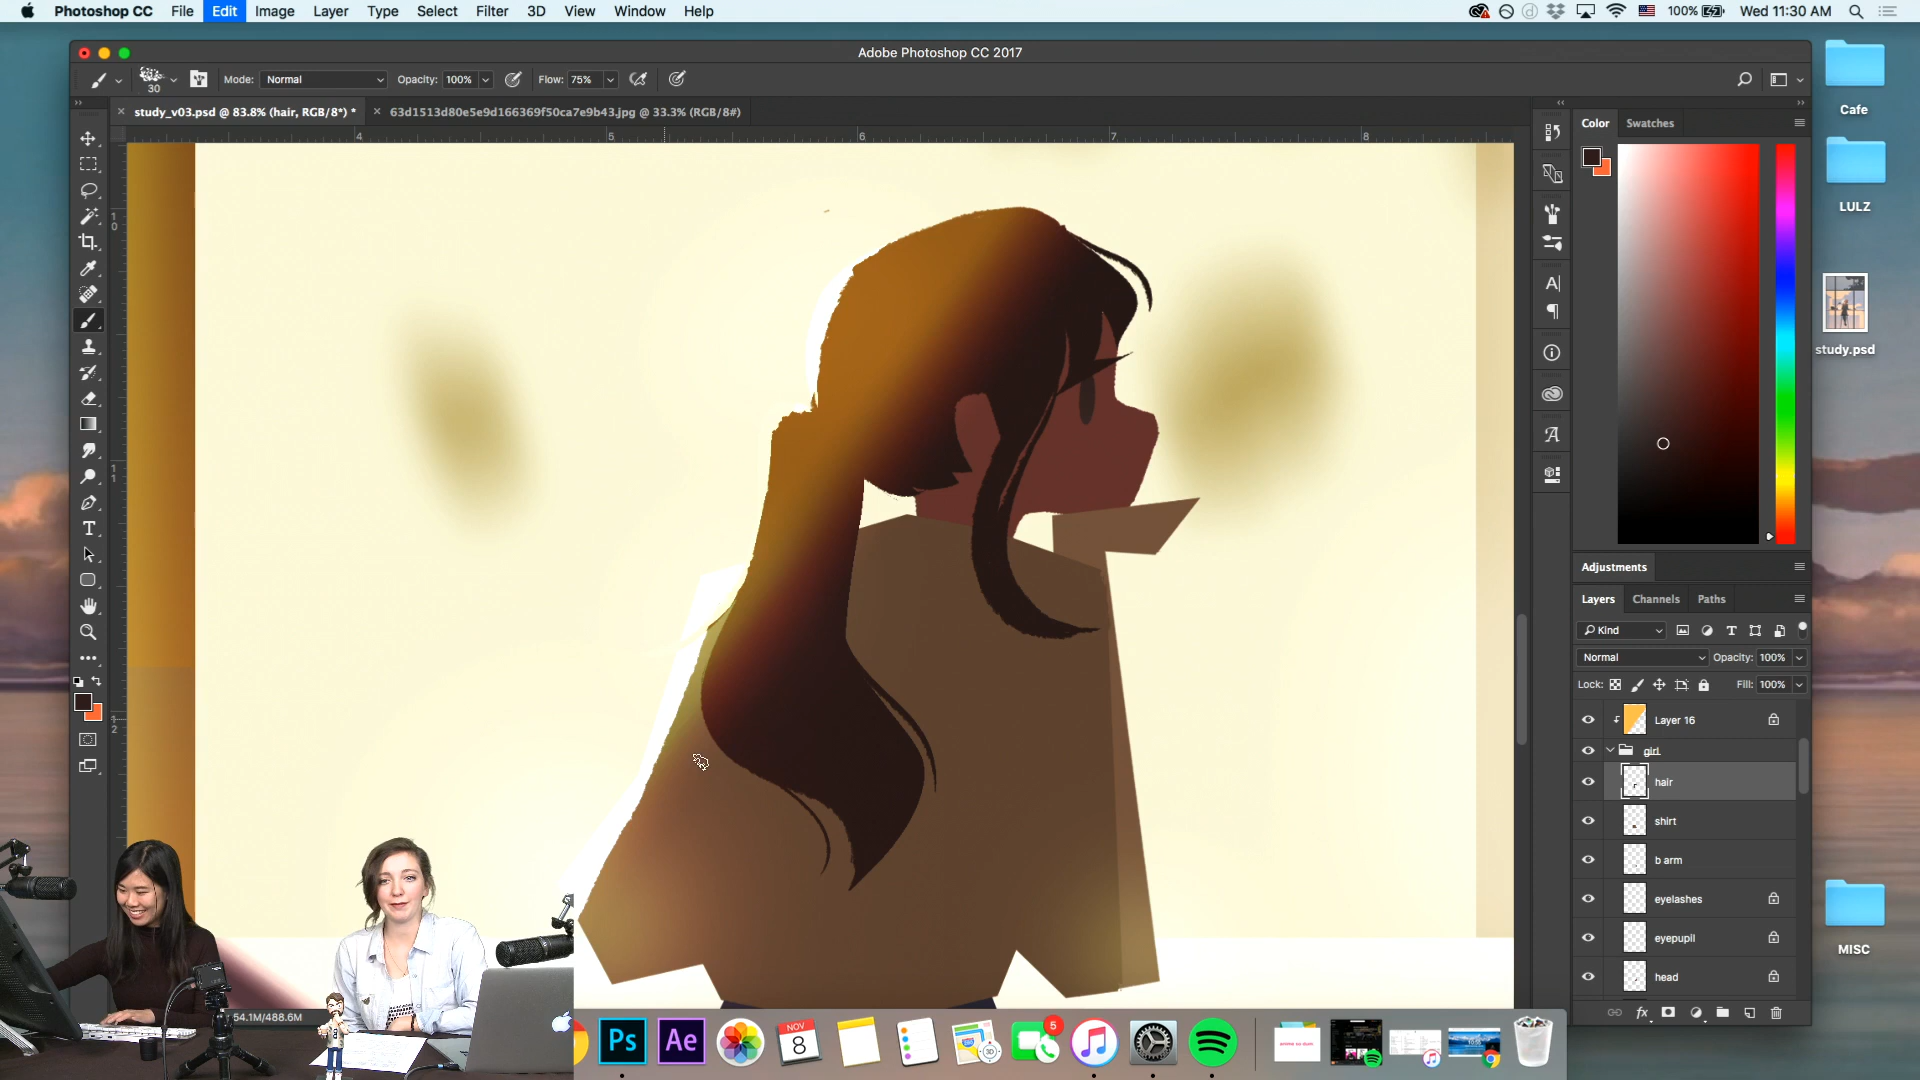 Photoshop CC File Edit Image Layer Type Select Filter 3D View Window Help 100% Wed 11:30 AM
Adobe Photoshop CC 2017
30 Mode: Normal Opacity: 100% Flow: 75%
study_v03.psd @ 83.8% (hair, RGB/8*) * 63d1513d80e5e9d166369f50ca7e9b43.jpg @ 33.3% (RGB/8#)
4 5 6 7 8
Color Swatches
Cafe
LULZ
study.psd
Adjustments
Layers Channels Paths
Kind
Normal Opacity: 100%
Lock: Fill: 100%
Layer 16
girl
hair
shirt
b arm
eyelashes
eyepupil
head
MISC
54.1M/488.6M
Ps Ae NOV 8 3D 5